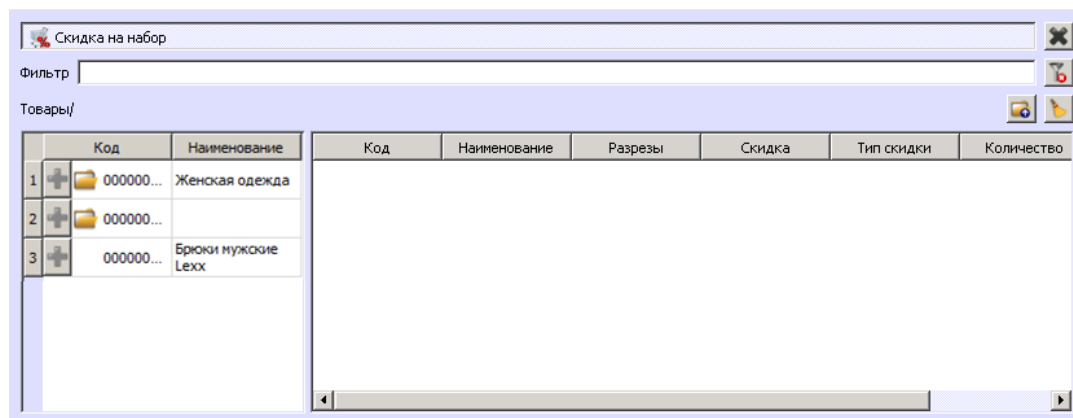 Скидка на набор
Фильтр
Товары/
Код Наименование Код Наименование Разрезы Скидка Тип скидки Количество
1 000000... Женская одежда
2 000000...
3 000000... Брюки мужские
Lexx